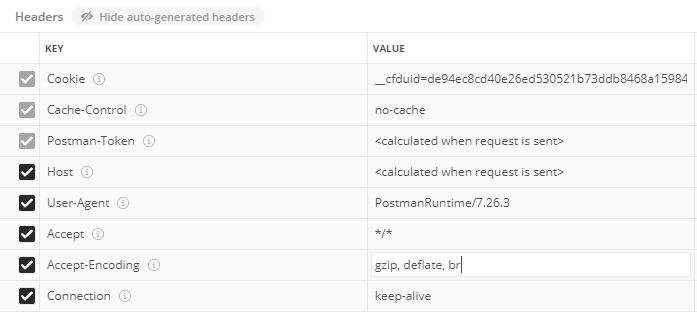 Headers Hide auto-generated headers
KEY VALUE
Cookie __cfduid=de94ec8cd40e26ed530521b73ddb8468a15984
Cache-Control no-cache
Postman-Token <calculated when request is sent>
Host <calculated when request is sent>
User-Agent PostmanRuntime/7.26.3
Accept */*
Accept-Encoding gzip, deflate, br
Connection keep-alive